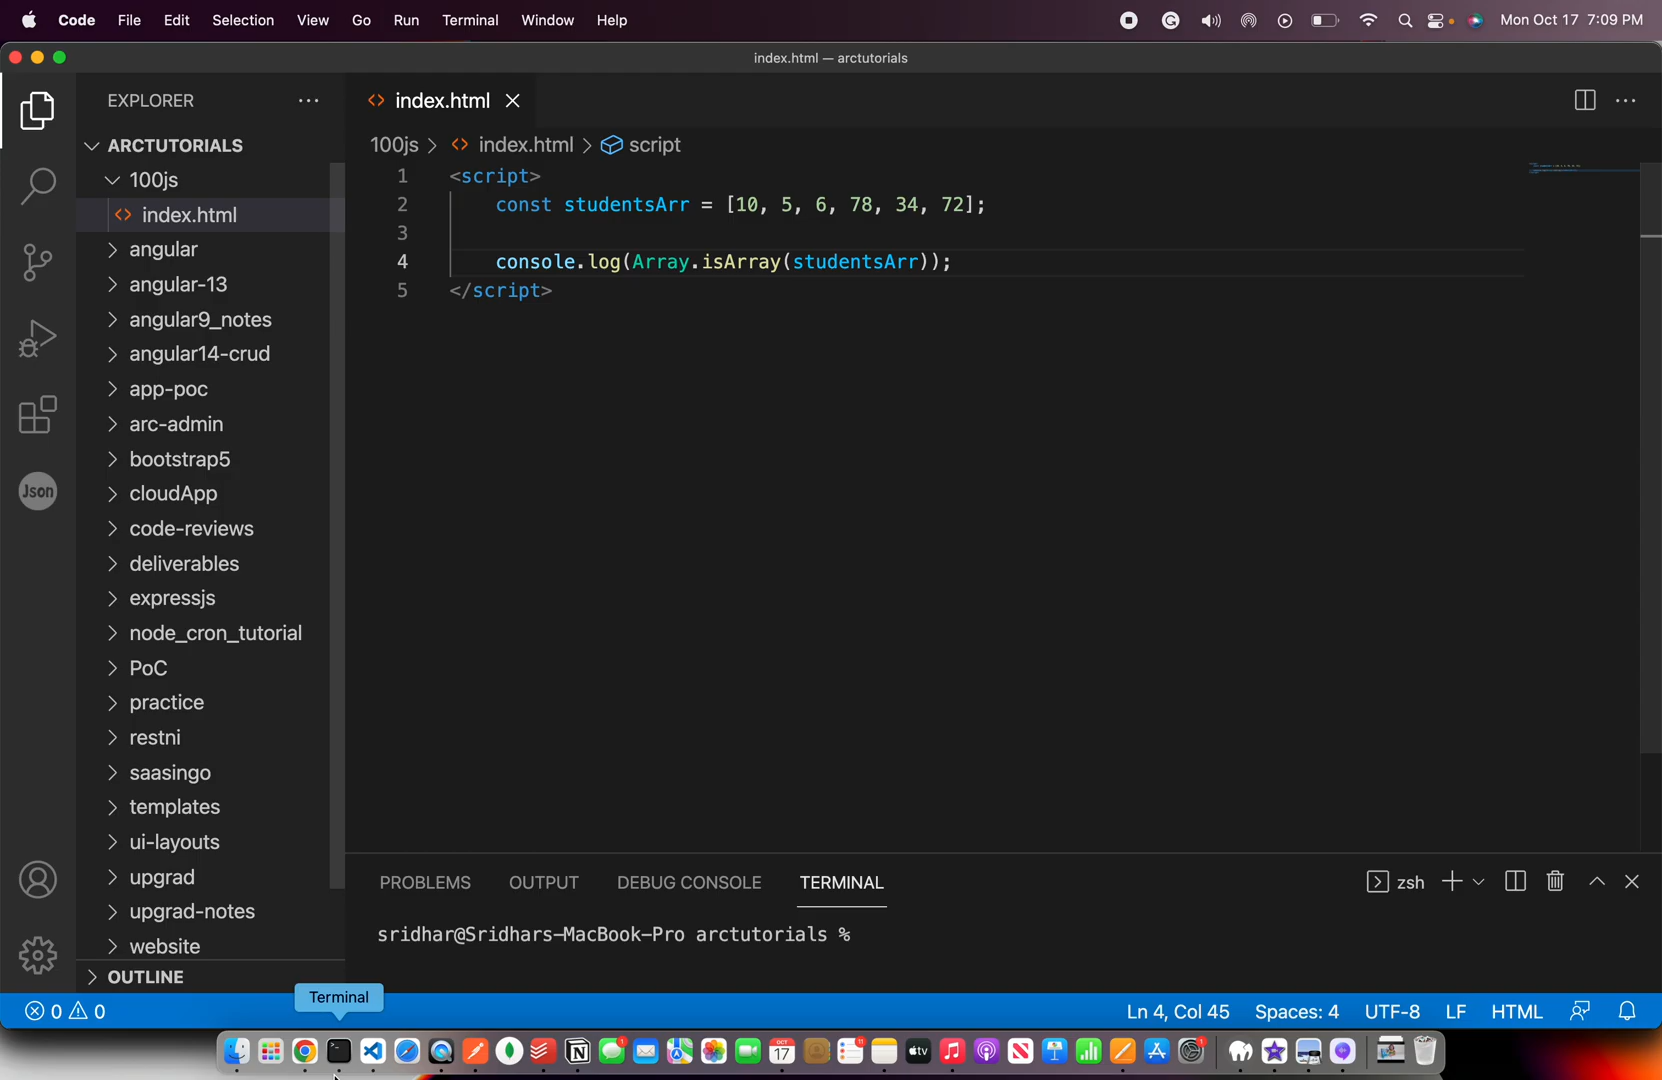 Code File Edit Selection View Go Run Terminal Window Help Mon Oct 17 7:09 PM
index.html — arctutorials
EXPLORER
index.html
ARCTUTORIALS
100js > index.html > script
100js
index.html
angular
angular-13
angular9_notes
angular14-crud
app-poc
arc-admin
bootstrap5
cloudApp
code-reviews
deliverables
expressjs
node_cron_tutorial
PoC
practice
restni
saasingo
templates
ui-layouts
upgrad
upgrad-notes
website
OUTLINE
Json
1 <script>
2 const studentsArr = [10, 5, 6, 78, 34, 72];
3
4 console.log(Array.isArray(studentsArr));
5 </script>
PROBLEMS OUTPUT DEBUG CONSOLE TERMINAL zsh
sridhar@Sridhars-MacBook-Pro arctutorials %
Terminal
0 0 Ln 4, Col 45 Spaces: 4 UTF-8 LF HTML